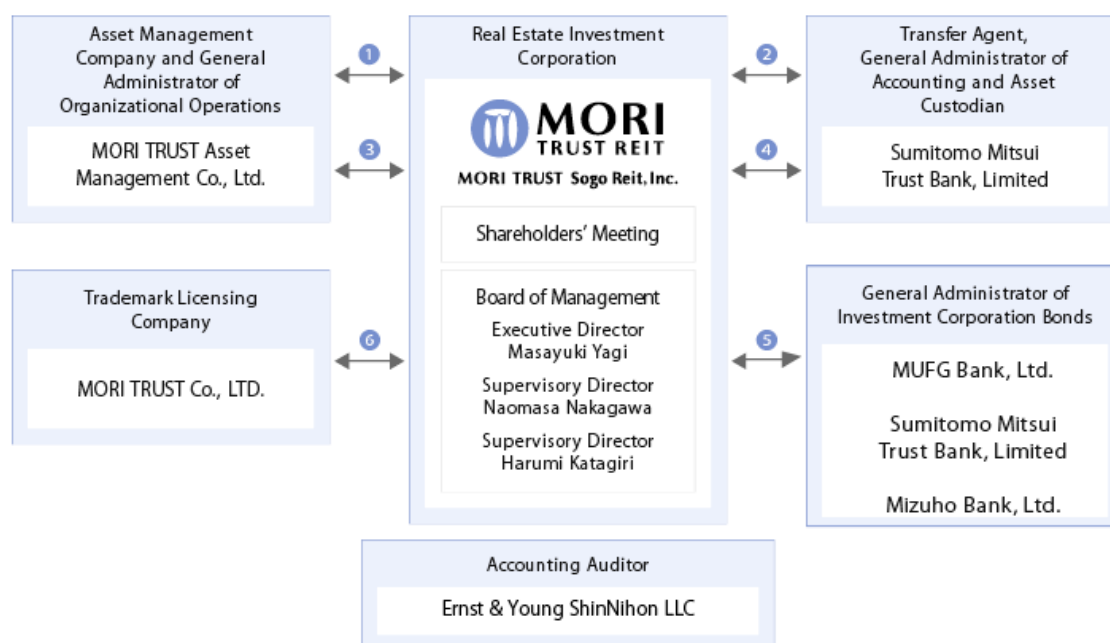 Asset Management
Company and General
Administrator of
Organizational Operations
MORI TRUST Asset
Management Co., Ltd.
1
3
Real Estate Investment
Corporation
MORI
TRUST REIT
MORI TRUST Sogo Reit, Inc.
Shareholders' Meeting
Board of Management
Executive Director
Masayuki Yagi
Supervisory Director
Naomasa Nakagawa
Supervisory Director
Harumi Katagiri
2
4
Transfer Agent,
General Administrator of
Accounting and Asset
Custodian
Sumitomo Mitsui
Trust Bank, Limited
Trademark Licensing
Company
MORI TRUST Co., LTD.
6
5
General Administrator of
Investment Corporation Bonds
MUFG Bank, Ltd.
Sumitomo Mitsui
Trust Bank, Limited
Mizuho Bank, Ltd.
Accounting Auditor
Ernst & Young ShinNihon LLC